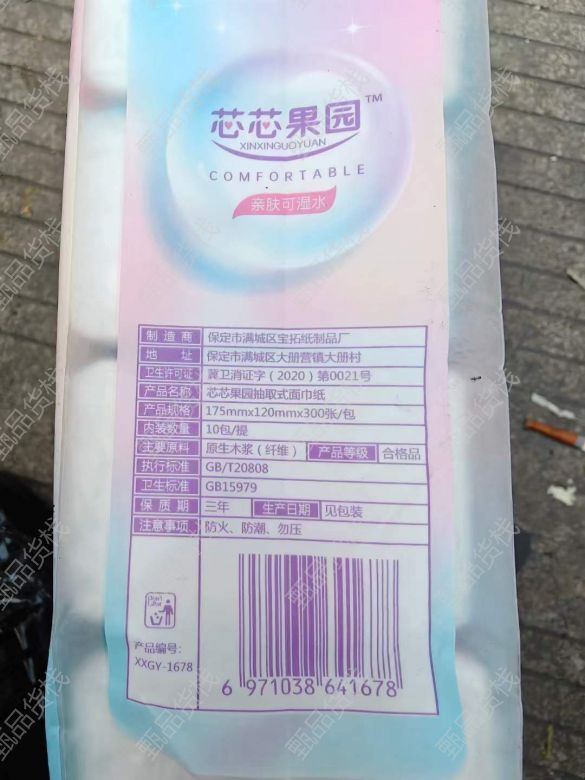 芯芯果园™
XINXINGUOYUAN
COMFORTABLE
亲肤可湿水
制造商 保定市满城区宝拓纸制品厂
地址 保定市满城区大册营镇大册村
卫生许可证 冀卫消证字（2020）第0021号
产品名称 芯芯果园抽取式面巾纸
产品规格 175mmx120mmx300张/包
内装数量 10包/提
主要原料 原生木浆（纤维） 产品等级 合格品
执行标准 GB/T20808
卫生标准 GB15979
保质期 三年 生产日期 见包装
注意事项 防火、防潮、勿压
产品编号:
XXGY-1678
6 971038 641678
甄品货栈